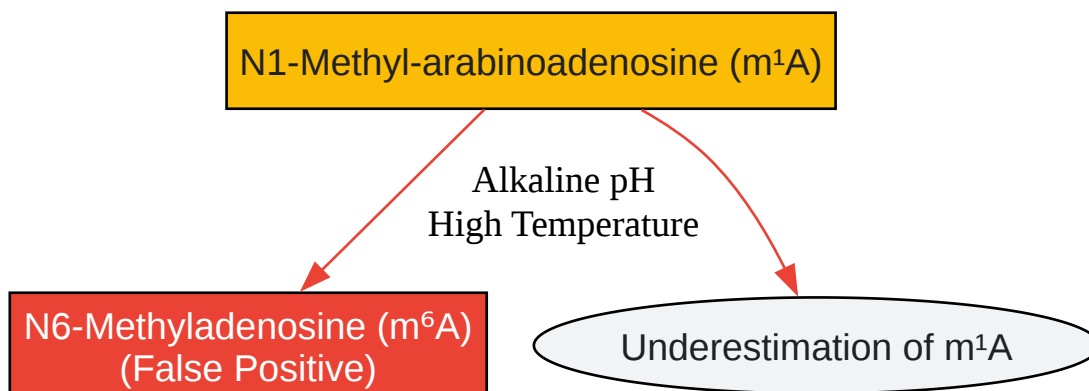 N1-Methyl-arabinoadenosine (m¹A)
Alkaline pH
High Temperature
N6-Methyladenosine (m⁶A)
(False Positive)
Underestimation of m¹A